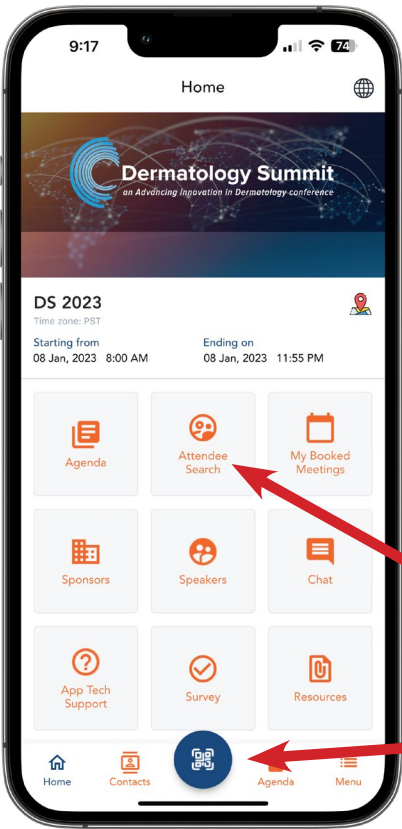 9:17
74
Home
Dermatology Summit
an Advancing Innovation in Dermatology conference
DS 2023
Time zone: PST
Starting from
Ending on
08 Jan, 2023 8:00 AM
08 Jan, 2023 11:55 PM
Agenda
Attendee
Search
My Booked
Meetings
Sponsors
Speakers
Chat
App Tech
Support
Survey
Resources
Home
Contacts
Agenda
Menu